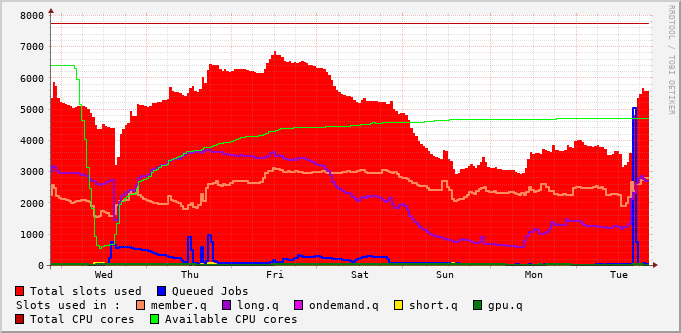 8000
7000
6000
5000
4000
3000
2000
1000
0
Wed Thu Fri Sat Sun Mon Tue
RRDTOOL / TOBI OETIKER
Total slots used Queued Jobs
Slots used in : member.q long.q ondemand.q short.q gpu.q
Total CPU cores Available CPU cores